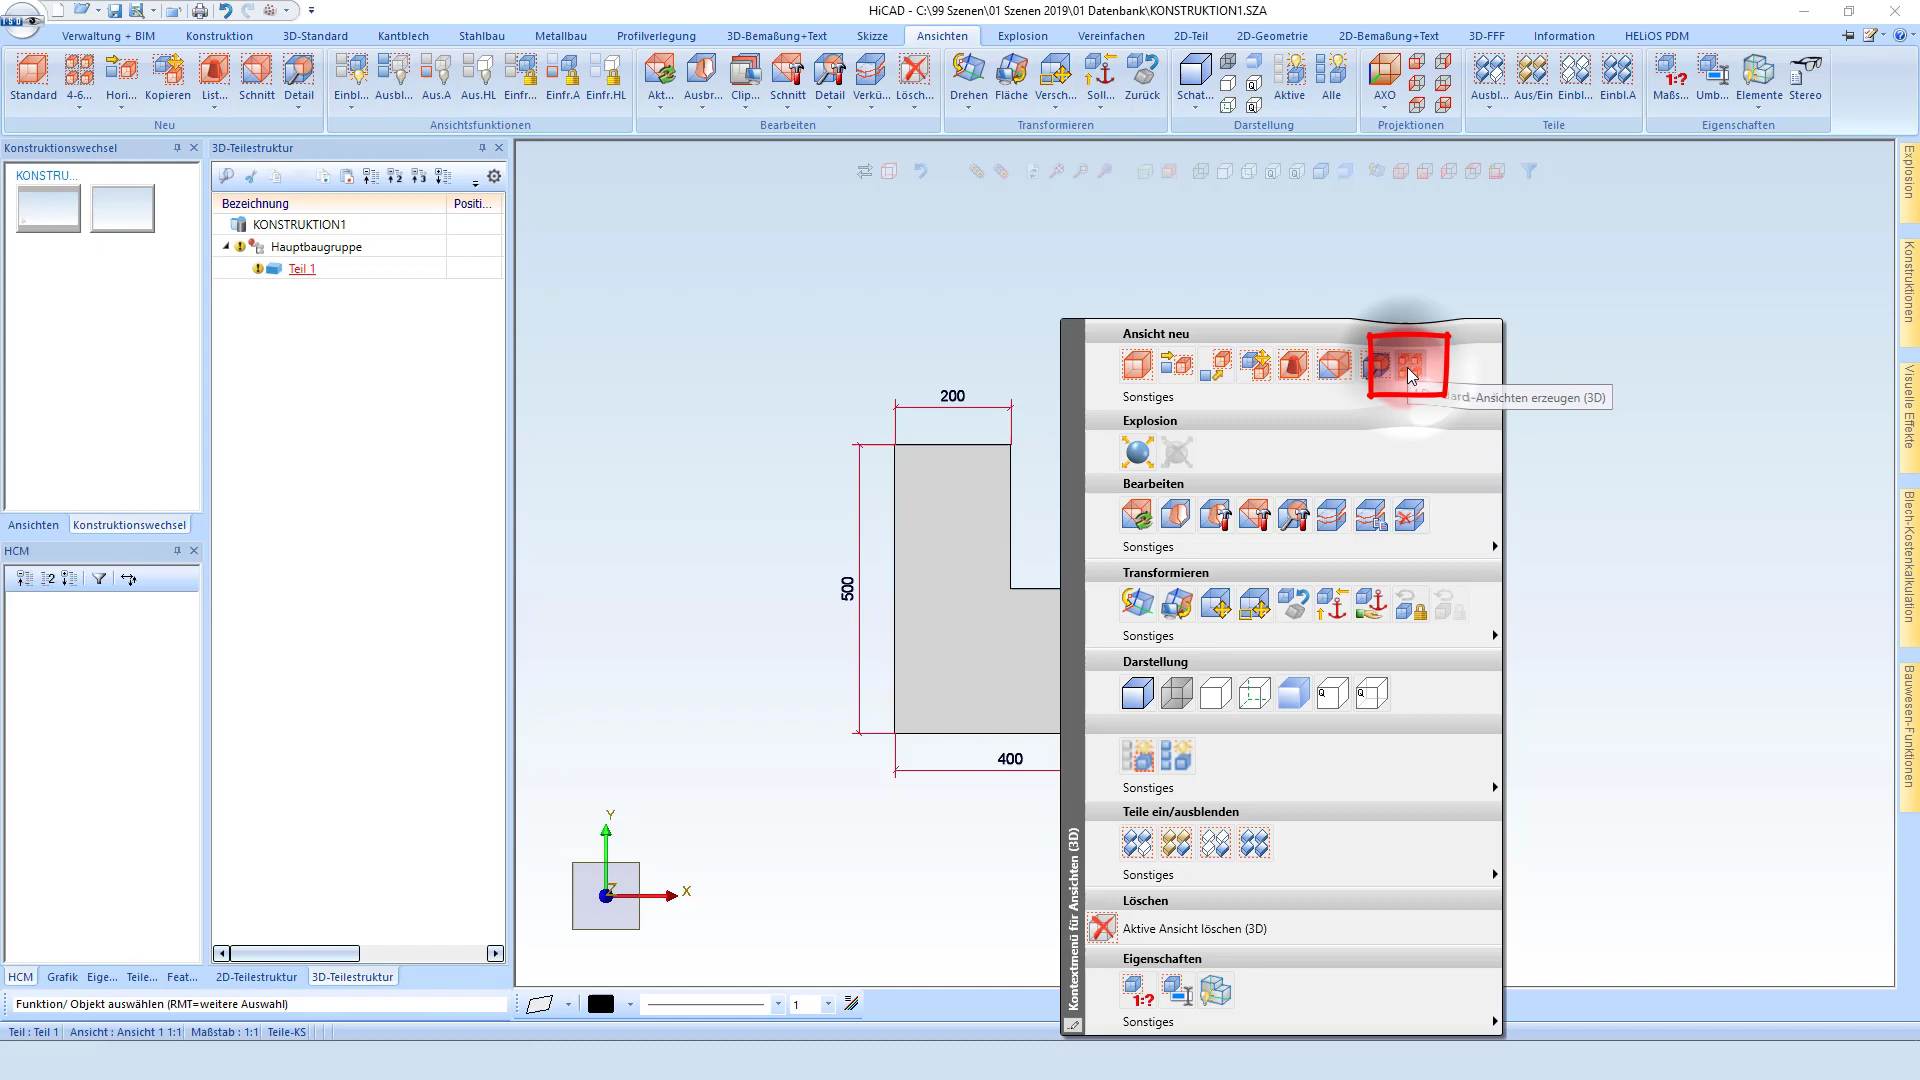 HiCAD - C:\99 Szenen\01 Szenen 2019\01 Datenbank\KONSTRUKTION1.SZA
ISD
Verwaltung + BIM Konstruktion 3D-Standard Kantblech Stahlbau Metallbau Profilverlegung 3D-Bemaßung+Text Skizze Ansichten Explosion Vereinfachen 2D-Teil 2D-Geometrie 2D-Bemaßung+Text 3D-FFF Information HELiOS PDM
Standard 4-6... Hori... Kopieren List... Schnitt Detail Einbl... Ausbl... Aus.A Aus.HL Einfr... Einfr.A Einfr.HL Akt... Ausbr... Clip... Schnitt Detail Verkü... Lösch... Drehen Fläche Versch... Soll... Zurück Schat... Aktive Alle AXO Ausbl... Aus/Ein Einbl... Einbl.A Maßs... Umb... Elemente Stereo
Neu Ansichtsfunktionen Bearbeiten Transformieren Darstellung Projektionen Teile Eigenschaften
Konstruktionswechsel
KONSTRU...
Ansichten Konstruktionswechsel
HCM
HCM Grafik Eige... Teile... Feat...
3D-Teilestruktur
Bezeichnung Positi...
KONSTRUKTION1
Hauptbaugruppe
Teil 1
2D-Teilestruktur 3D-Teilestruktur
200
500
400
Y
X
Z
Kontextmenü für Ansichten (3D)
Ansicht neu
Sonstiges
-Ansichten erzeugen (3D)
Explosion
Bearbeiten
Sonstiges
Transformieren
Sonstiges
Darstellung
Sonstiges
Teile ein/ausblenden
Sonstiges
Löschen
Aktive Ansicht löschen (3D)
Eigenschaften
1:?
Sonstiges
Explosion
Konstruktionen
Visuelle Effekte
Blech-Kostenkalkulation
Bauwesen-Funktionen
Funktion/ Objekt auswählen (RMT=weitere Auswahl)
1
Teil : Teil 1 Ansicht : Ansicht 1 1:1 Maßstab : 1:1 Teile-KS